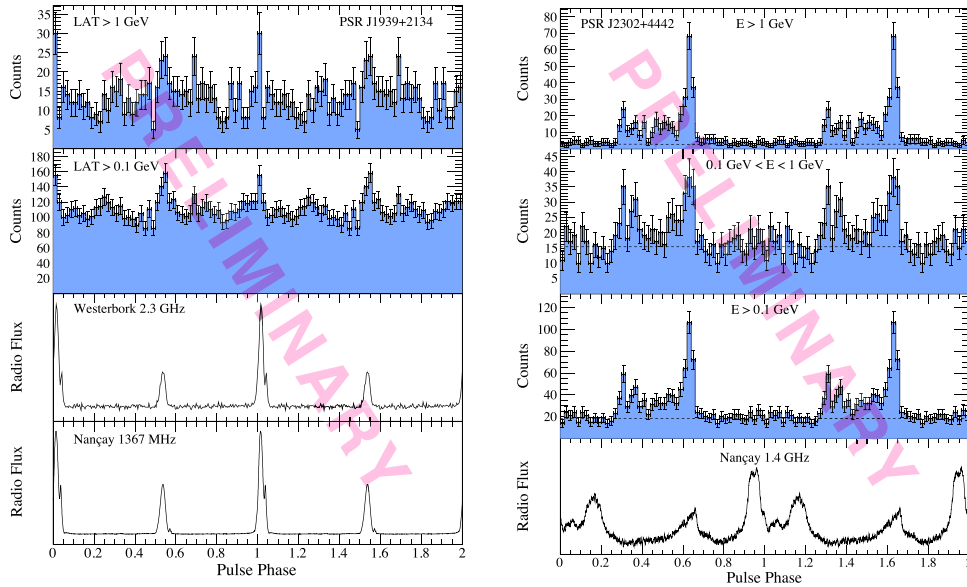 LAT > 1 GeV
PSR J1939+2134
Counts
35
30
25
20
15
10
5
LAT > 0.1 GeV
Counts
180
160
140
120
100
80
60
40
20
Westerbork 2.3 GHz
Radio Flux
Nançay 1367 MHz
Radio Flux
0 0.2 0.4 0.6 0.8 1 1.2 1.4 1.6 1.8 2
Pulse Phase
PRELIMINARY
PSR J2302+4442
E > 1 GeV
Counts
80
70
60
50
40
30
20
10
0.1 GeV < E < 1 GeV
Counts
45
40
35
30
25
20
15
10
5
E > 0.1 GeV
Counts
120
100
80
60
40
20
Nançay 1.4 GHz
Radio Flux
0 0.2 0.4 0.6 0.8 1 1.2 1.4 1.6 1.8 2
Pulse Phase
PRELIMINARY